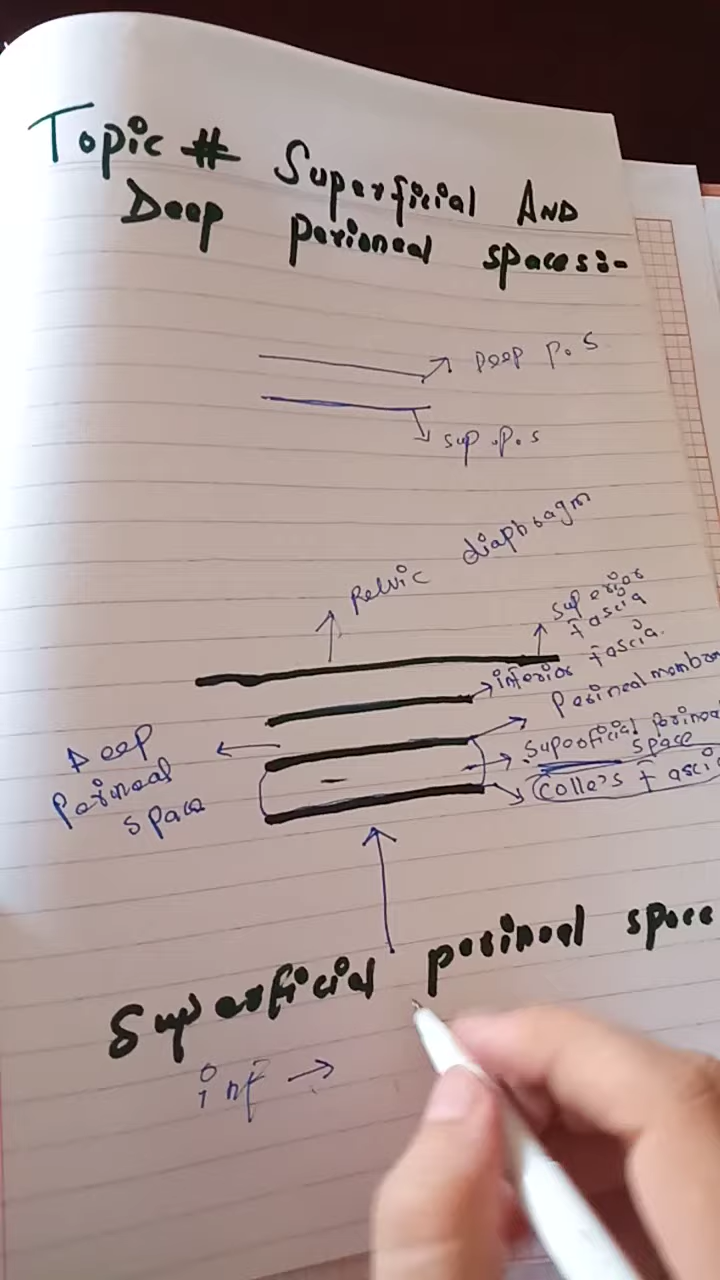 Topic # Superficial AND
Deep perineal spaces:-
Deep P.S
sup.p.s
Pelvic diaphragm
superior
fascia
inferior fascia.
Perineal membran
Deep
Perineal
space
superficial perineal
space
Colle's fascia
Superficial perineal space
inf →